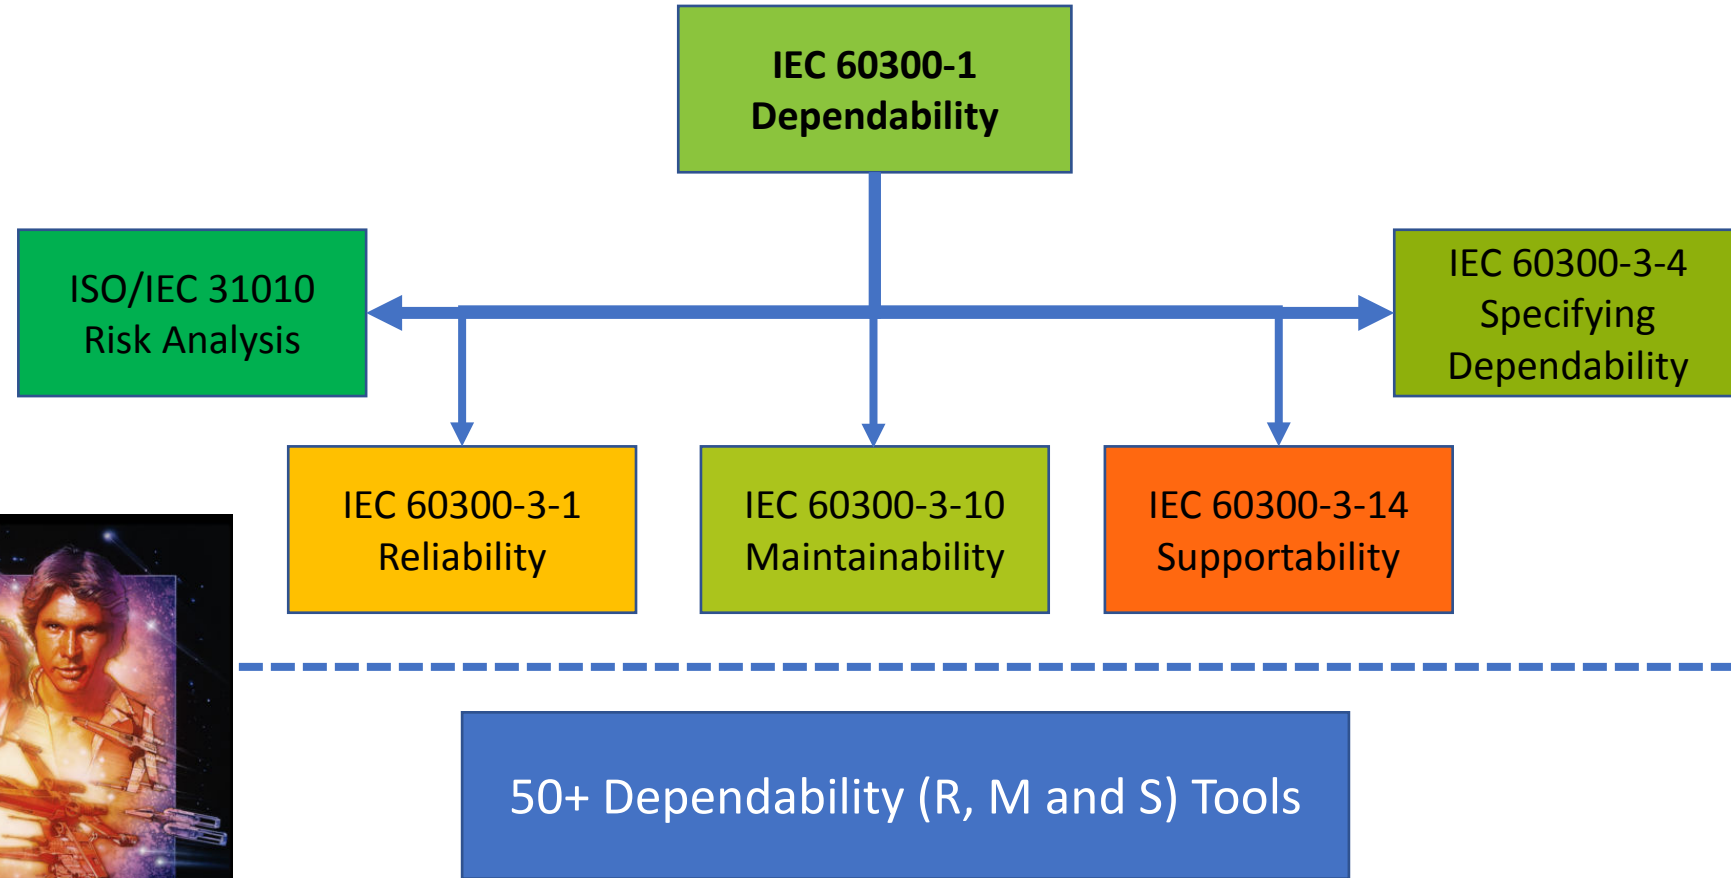 IEC 60300-1
Dependability
ISO/IEC 31010
Risk Analysis
IEC 60300-3-4
Specifying
Dependability
IEC 60300-3-1
Reliability
IEC 60300-3-10
Maintainability
IEC 60300-3-14
Supportability
50+ Dependability (R, M and S) Tools